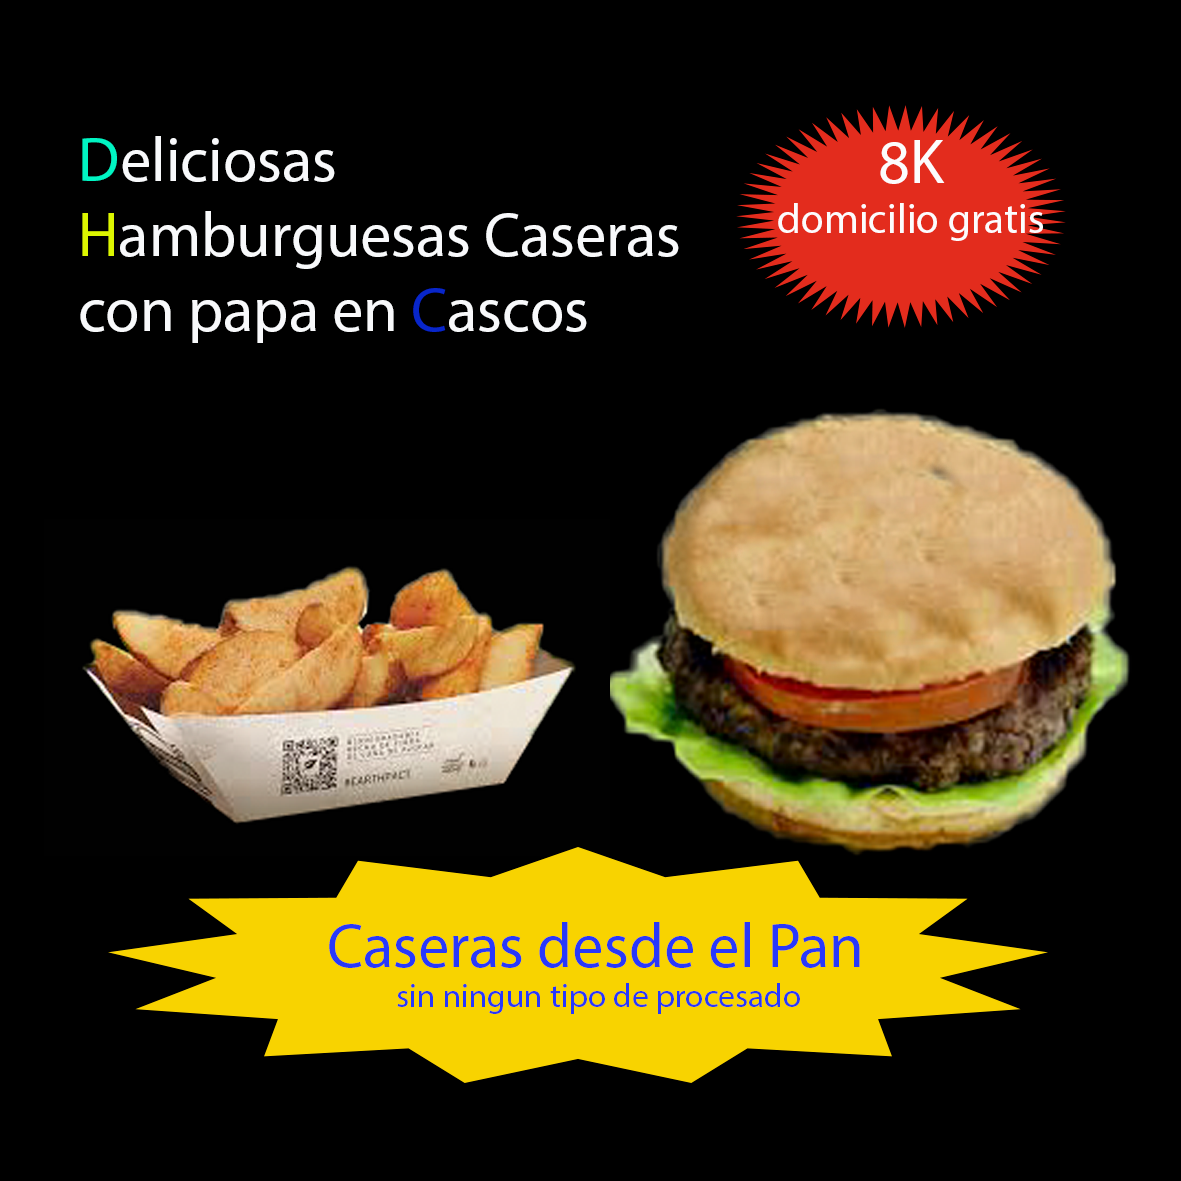 Deliciosas
Hamburguesas Caseras
con papa en Cascos
8K
domicilio gratis
#EARTHPACT
Caseras desde el Pan
sin ningun tipo de procesado